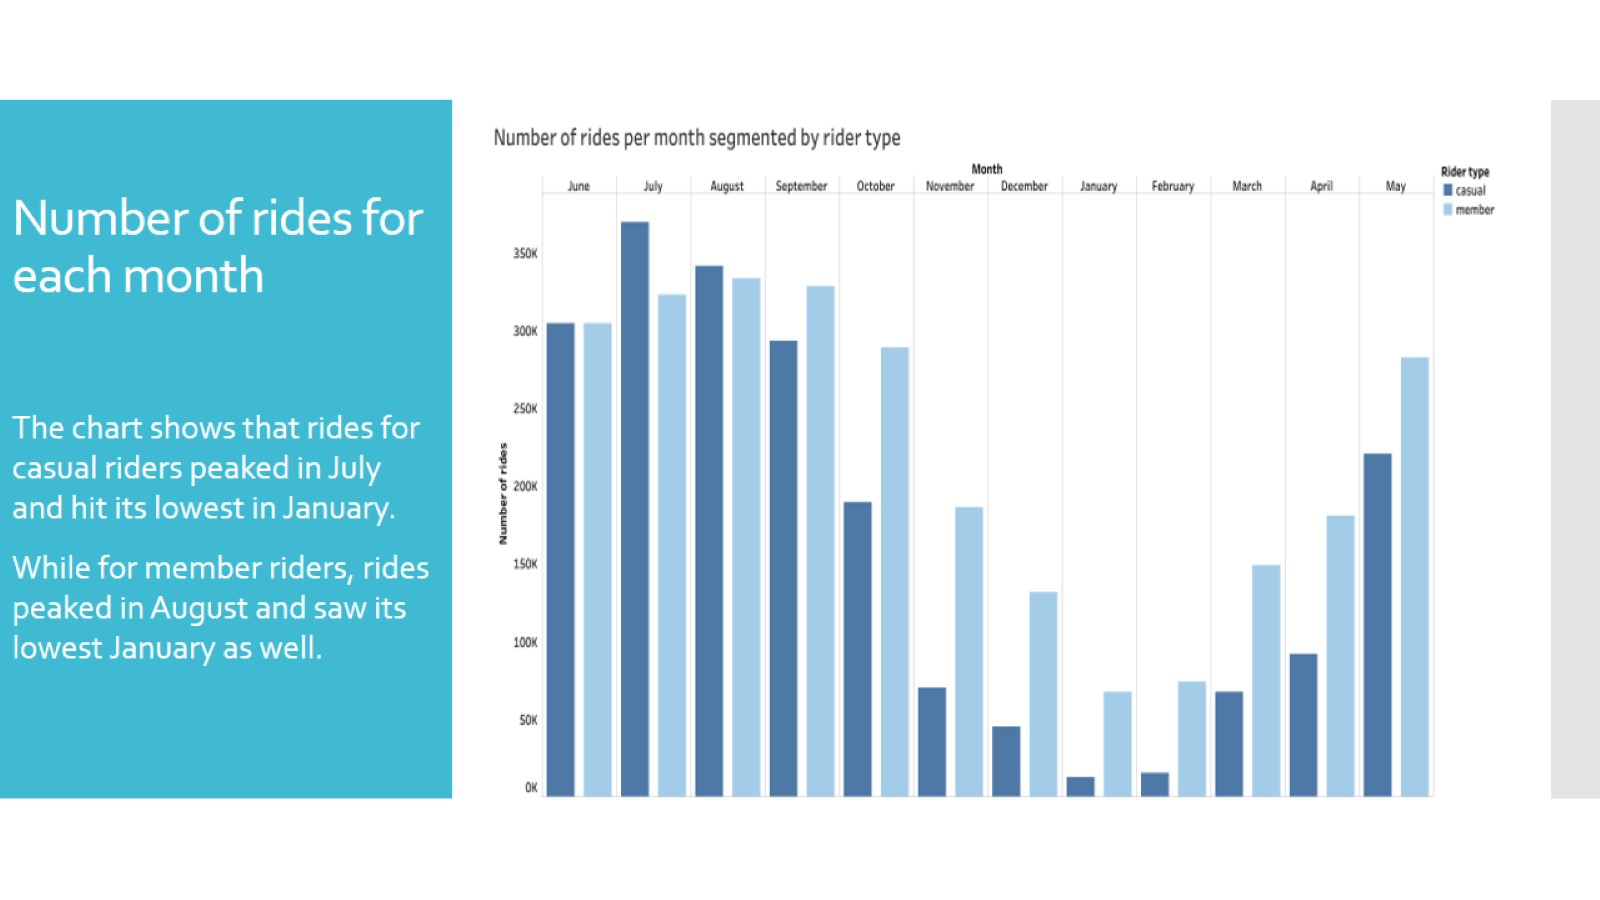 Number of rides for
each month
The chart shows that rides for
casual riders peaked in July
and hit its lowest in January.
While for member riders, rides
peaked in August and saw its
lowest January as well.
Number of rides per month segmented by rider type
Month
June July August September October November December January February March April May
Rider type
casual
member
Number of rides
350K
300K
250K
200K
150K
100K
50K
0K